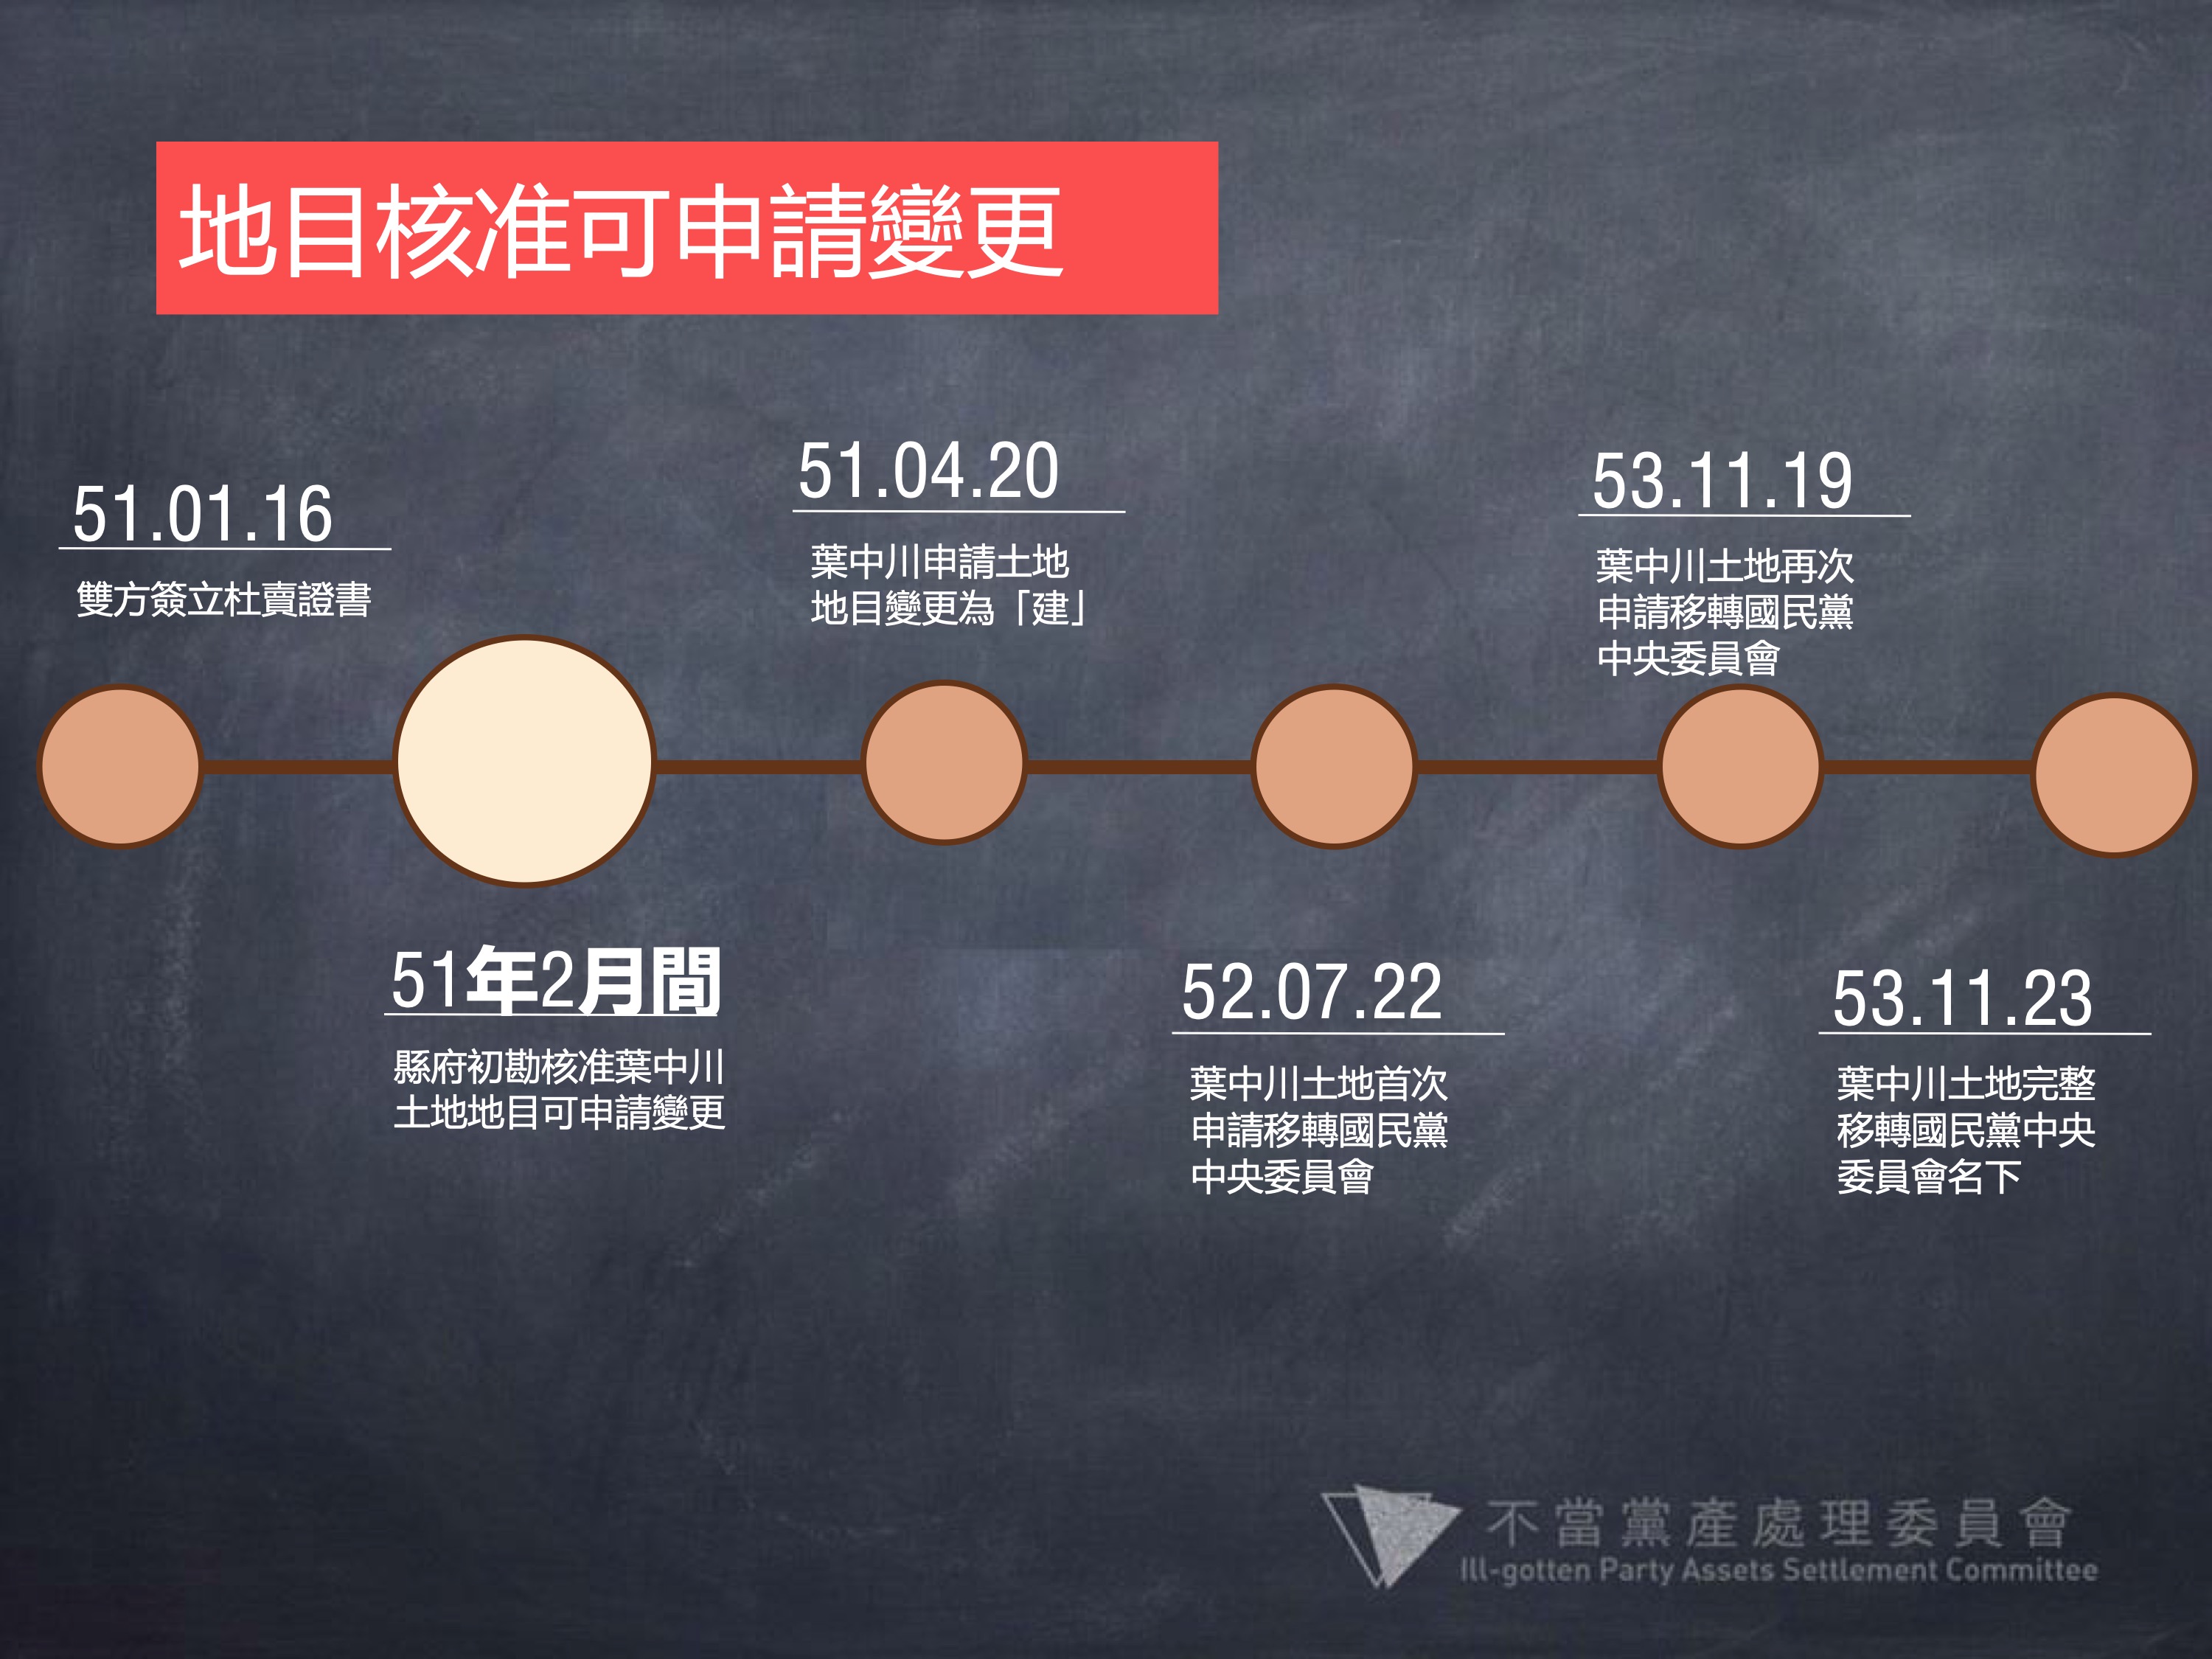 地目核准可申請變更
51.01.16
雙方簽立杜賣證書
51年2月間
縣府初勘核准葉中川
土地地目可申請變更
51.04.20
葉中川申請土地
地目變更為「建」
52.07.22
葉中川土地首次
申請移轉國民黨
中央委員會
53.11.19
葉中川土地再次
申請移轉國民黨
中央委員會
53.11.23
葉中川土地完整
移轉國民黨中央
委員會名下
不當黨產處理委員會
Ill-gotten Party Assets Settlement Committee